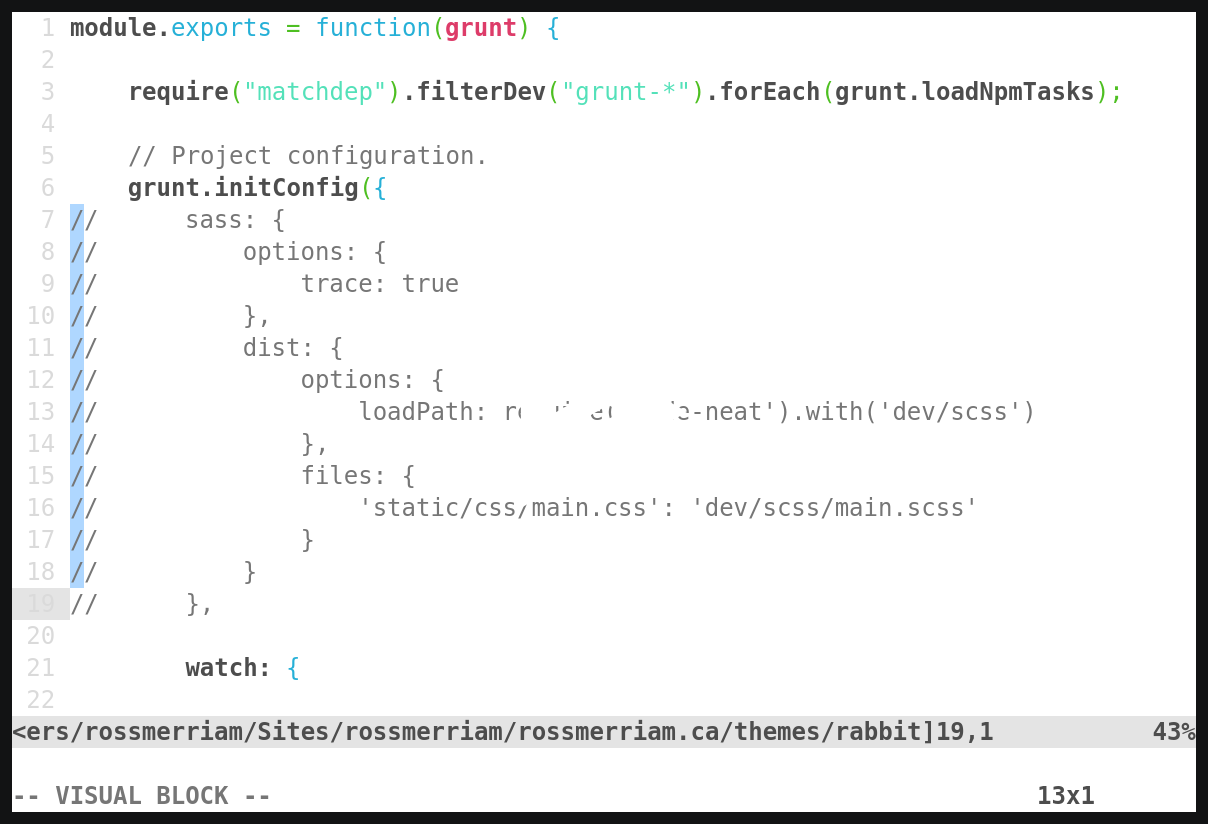 1 module.exports = function(grunt) {
2
3     require("matchdep").filterDev("grunt-*").forEach(grunt.loadNpmTasks);
4
5     // Project configuration.
6     grunt.initConfig({
7 //      sass: {
8 //          options: {
9 //              trace: true
10 //          },
11 //          dist: {
12 //              options: {
13 //                  loadPath: -neat').with('dev/scss')
14 //              },
15 //              files: {
16 //                  'static/css/main.css': 'dev/scss/main.scss'
17 //              }
18 //          }
19 //      },
20
21         watch: {
22
<ers/rossmerriam/Sites/rossmerriam/rossmerriam.ca/themes/rabbit]19,1           43%
-- VISUAL BLOCK --                                                     13x1